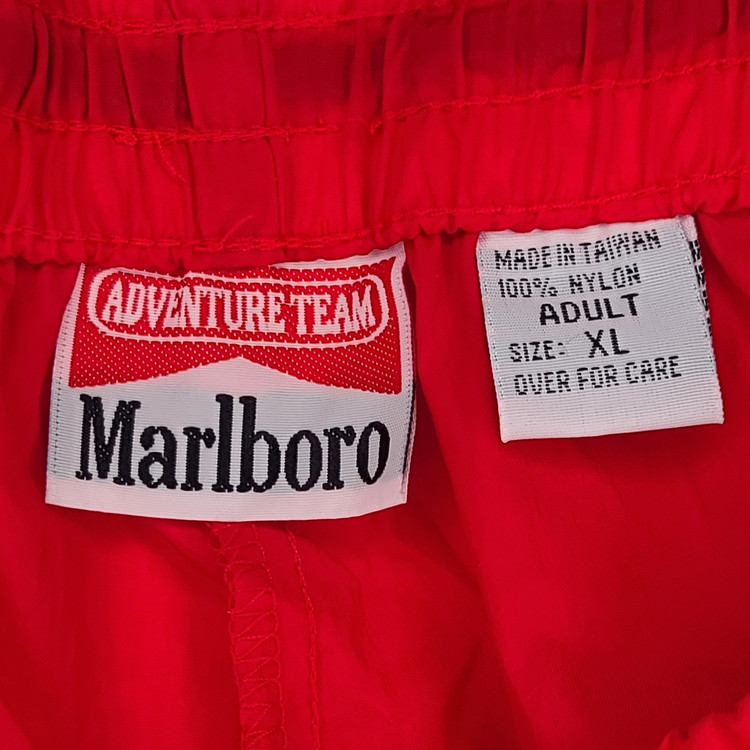 ADVENTURE TEAM
Marlboro
MADE IN TAIWAN
100% NYLON
ADULT
SIZE: XL
OVER FOR CARE